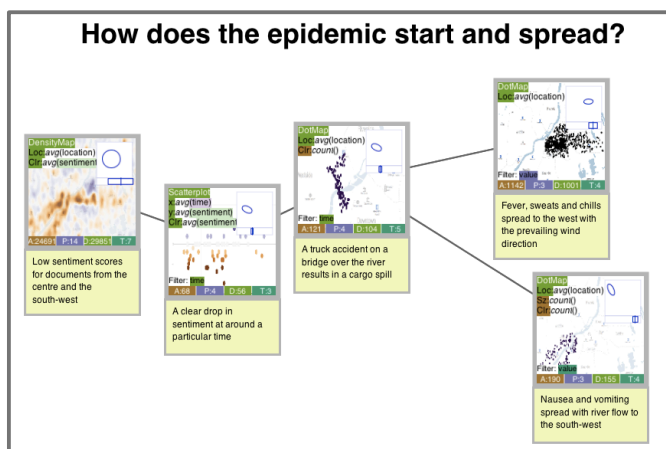 How does the epidemic start and spread?
DensityMap
Loc:avg(location)
Clr:avg(sentiment
A:24691 P:14 D:29851 T:7
Low sentiment scores
for documents from the
centre and the
south-west
Scatterplot
x:avg(time)
y:avg(sentiment)
Clr:avg(sentiment
Filter: time
A:68 P:4 D:56 T:3
A clear drop in
sentiment at around a
particular time
DotMap
Loc:avg(location)
Clr:count()
Filter: time
A:121 P:4 D:104 T:5
A truck accident on a
bridge over the river
results in a cargo spill
DotMap
Loc:avg(location)
Filter: value
A:1142 P:3 D:1001 T:4
Fever, sweats and chills
spread to the west with
the prevailing wind
direction
DotMap
Loc:avg(location)
Sz:count()
Clr:count()
Filter: value
A:190 P:3 D:155 T:4
Nausea and vomiting
spread with river flow to
the south-west